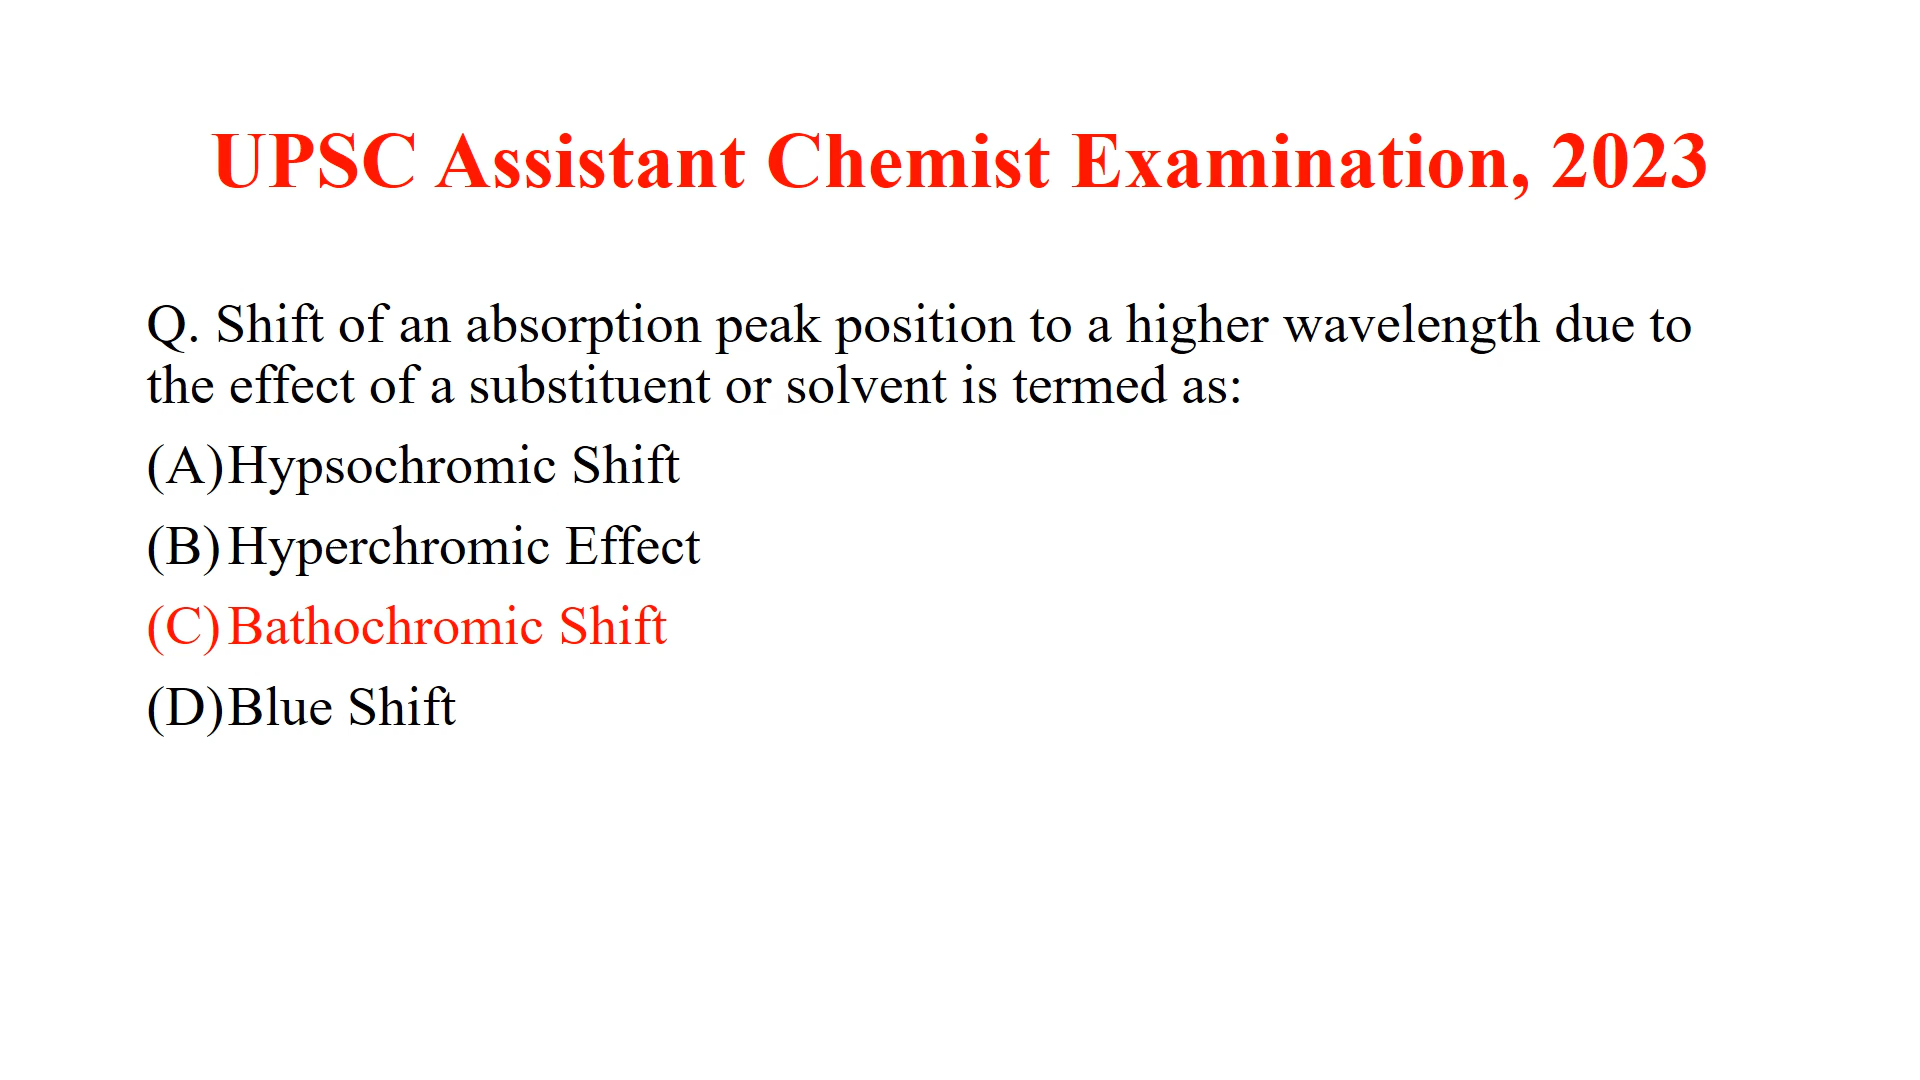 UPSC Assistant Chemist Examination, 2023
Q. Shift of an absorption peak position to a higher wavelength due to
the effect of a substituent or solvent is termed as:
(A) Hypsochromic Shift
(B) Hyperchromic Effect
(C) Bathochromic Shift
(D) Blue Shift